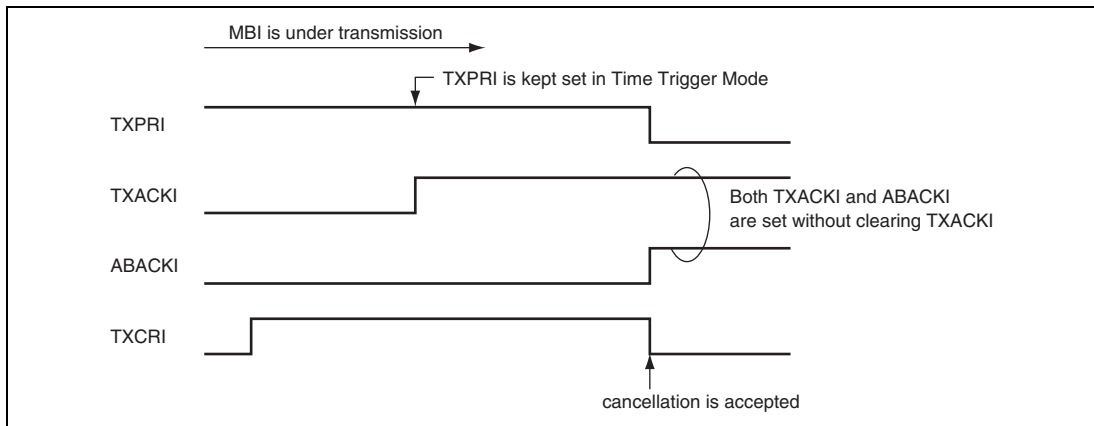 MBI is under transmission
TXPRI is kept set in Time Trigger Mode
TXPRI
TXACKI
Both TXACKI and ABACKI
are set without clearing TXACKI
ABACKI
TXCRI
cancellation is accepted